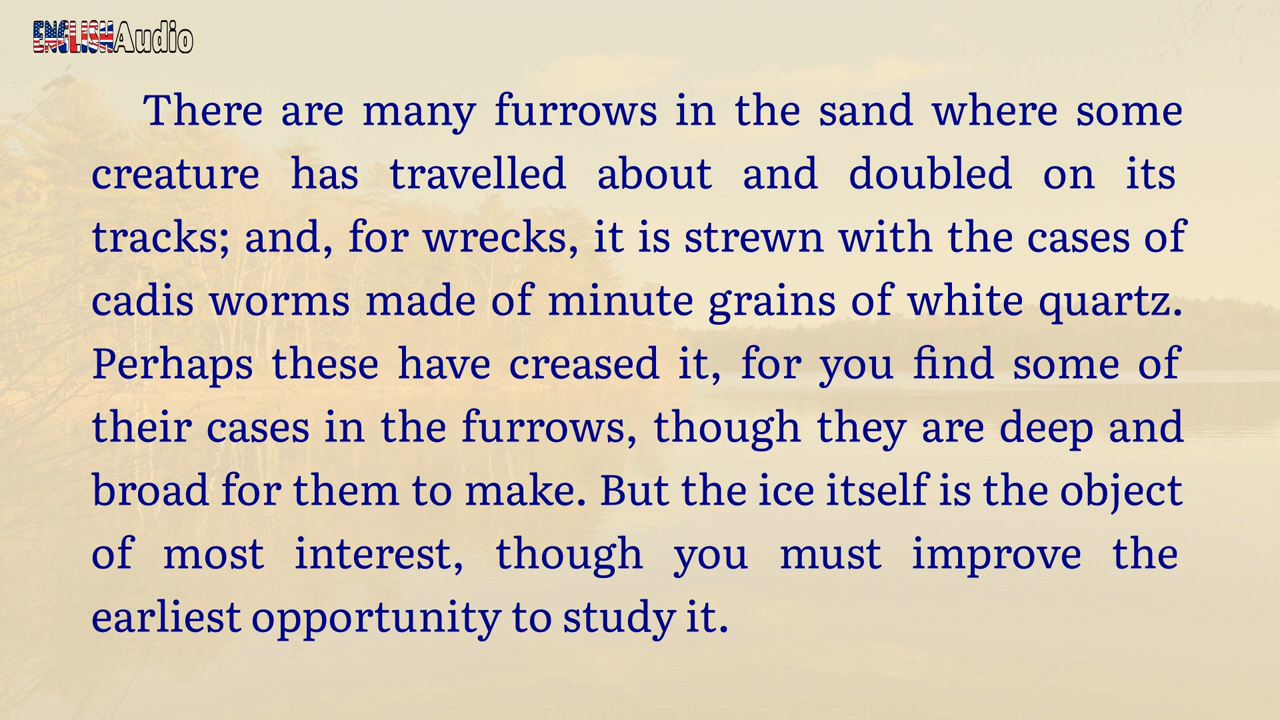 ENGLISHAudio
There are many furrows in the sand where some
creature has travelled about and doubled on its
tracks; and, for wrecks, it is strewn with the cases of
cadis worms made of minute grains of white quartz.
Perhaps these have creased it, for you find some of
their cases in the furrows, though they are deep and
broad for them to make. But the ice itself is the object
of most interest, though you must improve the
earliest opportunity to study it.